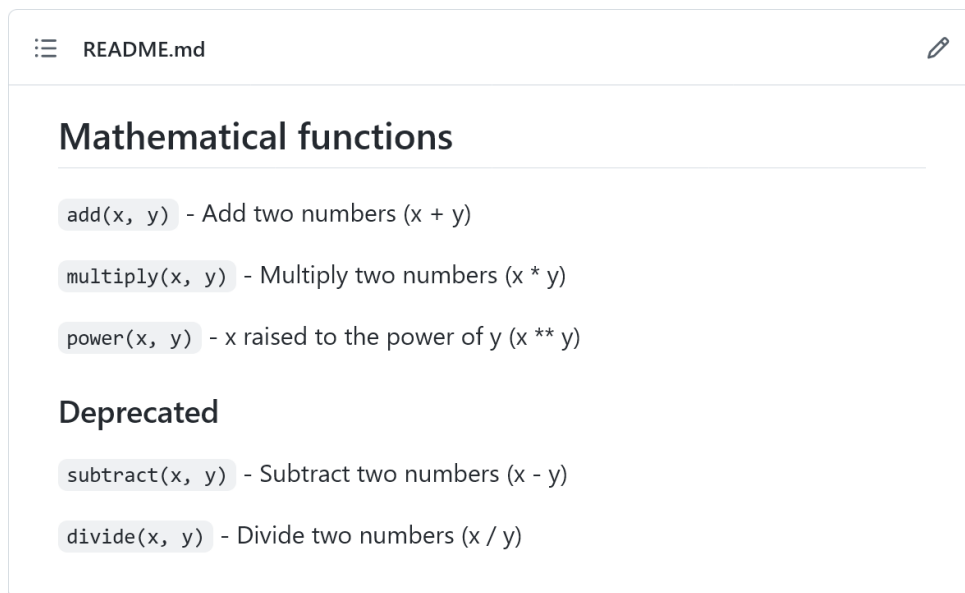 README.md
Mathematical functions
add(x, y) - Add two numbers (x + y)
multiply(x, y) - Multiply two numbers (x * y)
power(x, y) - x raised to the power of y (x ** y)
Deprecated
subtract(x, y) - Subtract two numbers (x - y)
divide(x, y) - Divide two numbers (x / y)